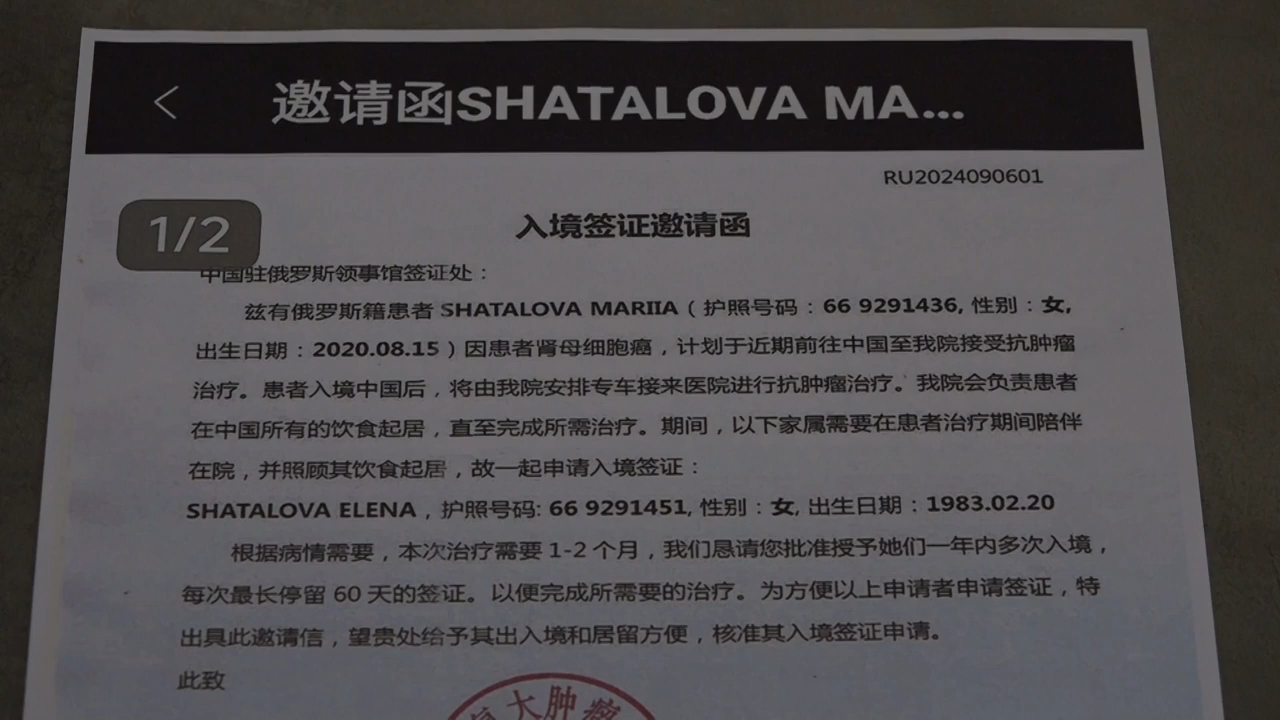 邀请函SHATALOVA MA...
RU2024090601
1/2
入境签证邀请函
中国驻俄罗斯领事馆签证处：
兹有俄罗斯籍患者 SHATALOVA MARIIA（护照号码：66 9291436, 性别：女,
出生日期：2020.08.15）因患者肾母细胞癌，计划于近期前往中国至我院接受抗肿瘤
治疗。患者入境中国后，将由我院安排专车接来医院进行抗肿瘤治疗。我院会负责患者
在中国所有的饮食起居，直至完成所需治疗。期间，以下家属需要在患者治疗期间陪伴
在院，并照顾其饮食起居，故一起申请入境签证：
SHATALOVA ELENA，护照号码: 66 9291451, 性别：女, 出生日期：1983.02.20
根据病情需要，本次治疗需要 1-2 个月，我们恳请您批准授予她们一年内多次入境，
每次最长停留 60 天的签证。以便完成所需要的治疗。为方便以上申请者申请签证，特
出具此邀请信，望贵处给予其出入境和居留方便，核准其入境签证申请。
此致
大肿瘤